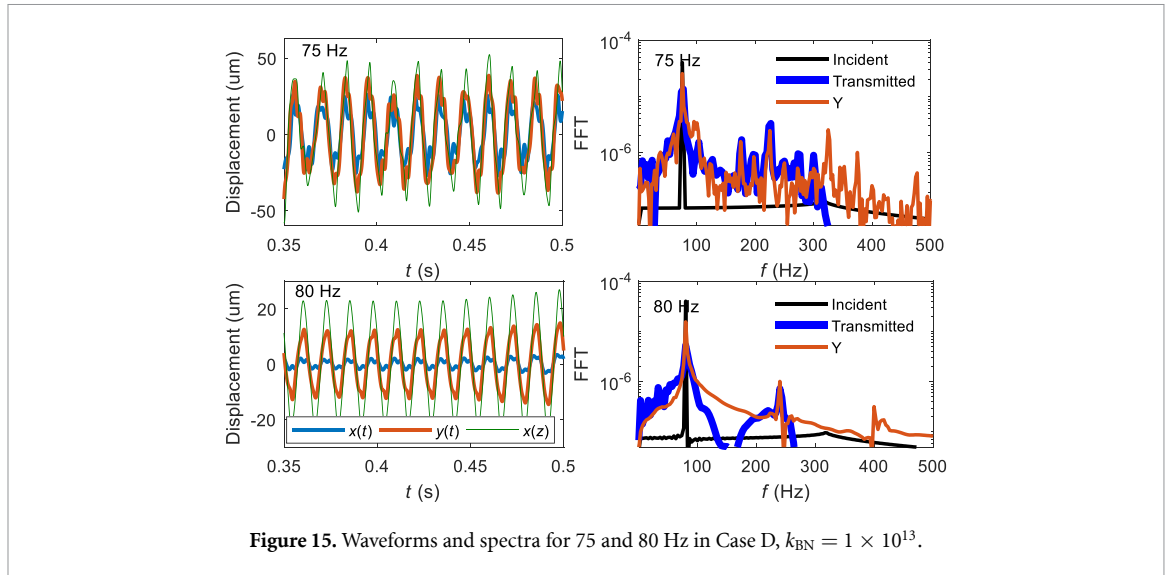 75 Hz
50
0
-50
Displacement (um)
0.35 0.4 0.45 0.5
t (s)
10^-4
10^-6
FFT
75 Hz
Incident
Transmitted
Y
100 200 300 400 500
f (Hz)
80 Hz
20
0
-20
Displacement (um)
x(t) y(t) x(z)
0.35 0.4 0.45 0.5
t (s)
10^-4
10^-6
FFT
80 Hz
Incident
Transmitted
Y
100 200 300 400 500
f (Hz)
Figure 15. Waveforms and spectra for 75 and 80 Hz in Case D, k_BN = 1 × 10^13.